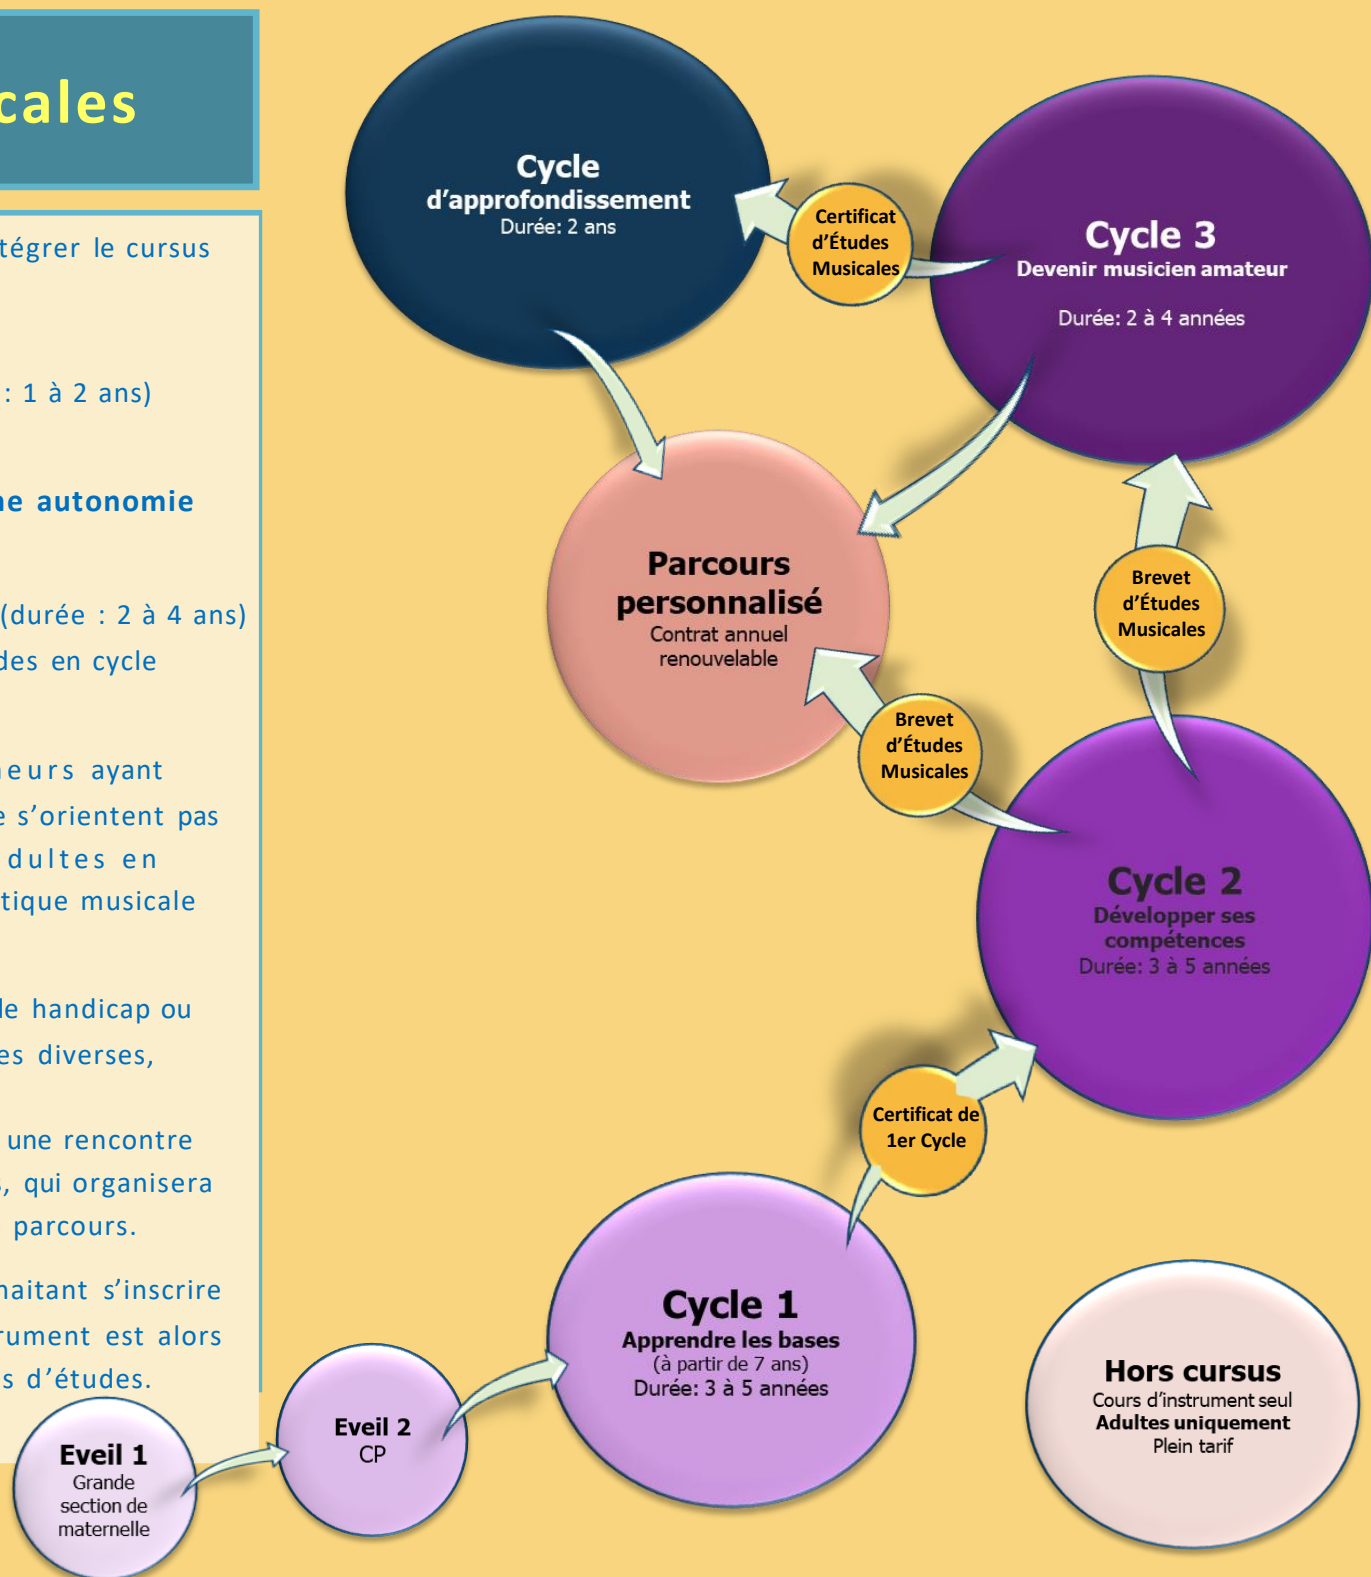 cales
tégrer le cursus
: 1 à 2 ans)
ne autonomie
(durée : 2 à 4 ans)
des en cycle
neurs ayant
e s’orientent pas
dultes en
tique musicale
le handicap ou
es diverses,
une rencontre
s, qui organisera
parcours.
haitant s’inscrire
rument est alors
s d’études.
Cycle
d’approfondissement
Durée: 2 ans
Certificat
d’Études
Musicales
Cycle 3
Devenir musicien amateur
Durée: 2 à 4 années
Parcours
personnalisé
Contrat annuel
renouvelable
Brevet
d’Études
Musicales
Brevet
d’Études
Musicales
Cycle 2
Développer ses
compétences
Durée: 3 à 5 années
Certificat de
1er Cycle
Cycle 1
Apprendre les bases
(à partir de 7 ans)
Durée: 3 à 5 années
Hors cursus
Cours d’instrument seul
Adultes uniquement
Plein tarif
Eveil 2
CP
Eveil 1
Grande
section de
maternelle